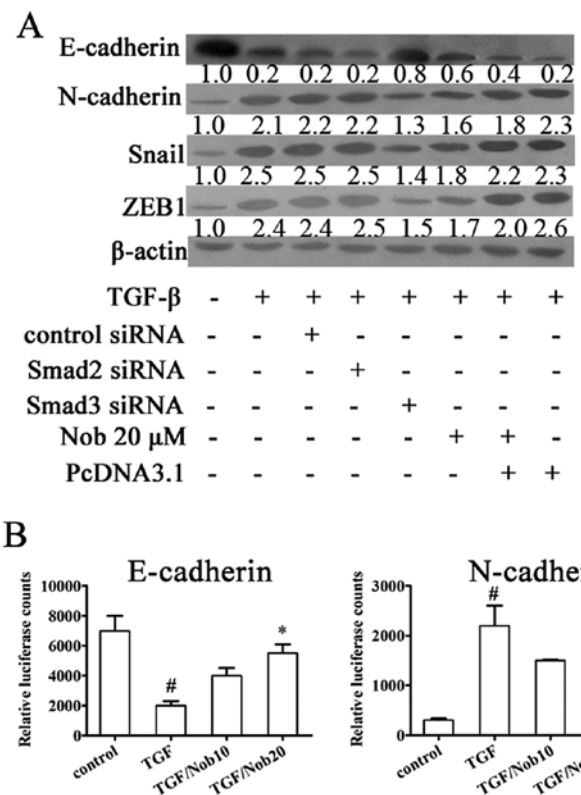 A
E-cadherin
1.0 0.2 0.2 0.2 0.8 0.6 0.4 0.2
N-cadherin
1.0 2.1 2.2 2.2 1.3 1.6 1.8 2.3
Snail
1.0 2.5 2.5 2.5 1.4 1.8 2.2 2.3
ZEB1
1.0 2.4 2.4 2.5 1.5 1.7 2.0 2.6
β-actin
TGF-β - + + + + + + +
control siRNA - - + - - - - -
Smad2 siRNA - - - + - - - -
Smad3 siRNA - - - - + - - -
Nob 20 μM - - - - - + + -
PcDNA3.1 - - - - - - + +
B
E-cadherin
Relative luciferase counts
10000
8000
6000
4000
2000
0
#
*
control TGF TGF/Nob10 TGF/Nob20
N-cadhe
Relative luciferase counts
3000
2000
1000
0
#
control TGF TGF/Nob10 TGF/No